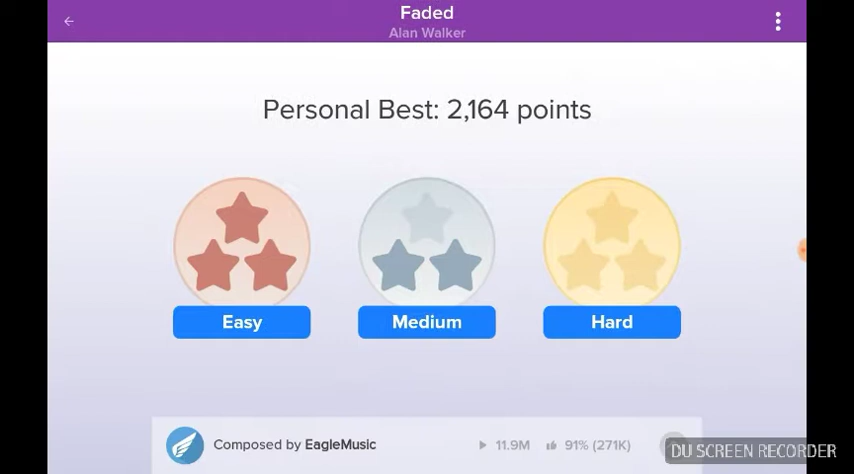 Faded
Alan Walker
Personal Best: 2,164 points
Easy
Medium
Hard
Composed by EagleMusic
11.9M
91% (271K)
DU SCREEN RECORDER